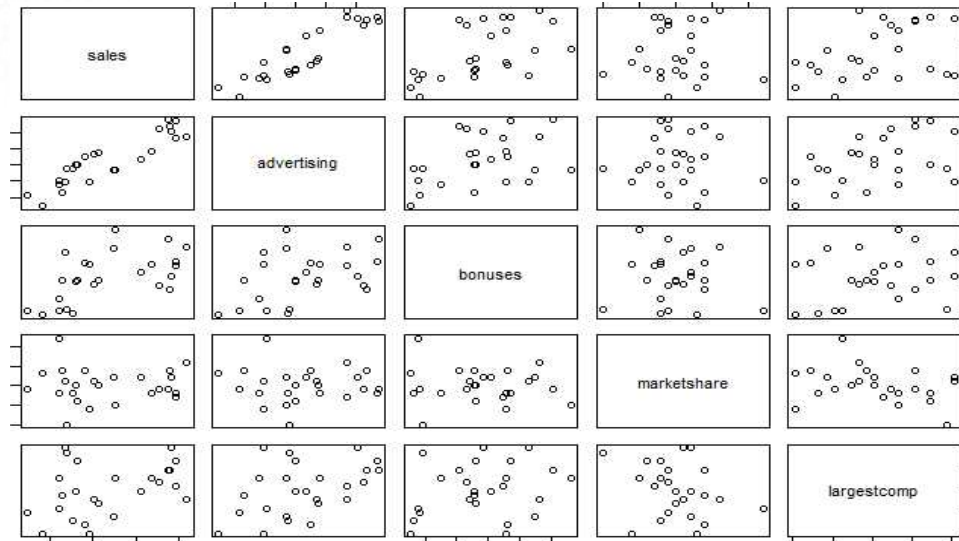 sales
advertising
bonuses
marketshare
largestcomp